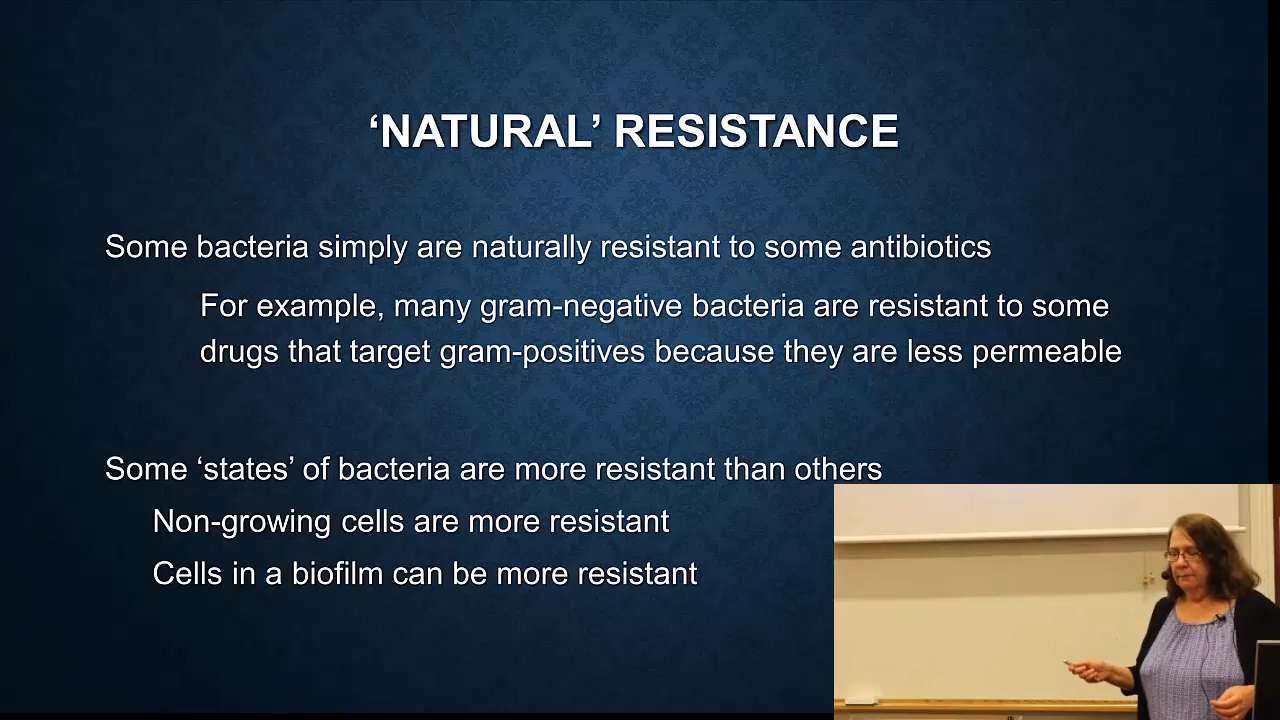 ‘NATURAL’ RESISTANCE
Some bacteria simply are naturally resistant to some antibiotics
For example, many gram-negative bacteria are resistant to some
drugs that target gram-positives because they are less permeable
Some ‘states’ of bacteria are more resistant than others
Non-growing cells are more resistant
Cells in a biofilm can be more resistant